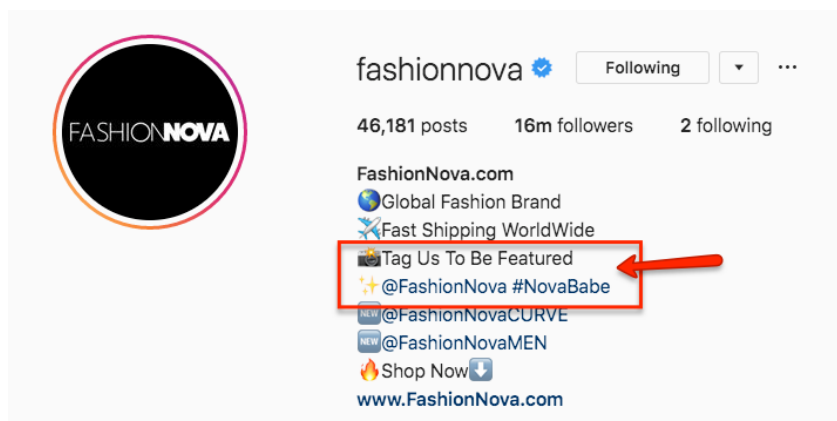 FASHIONNOVA
fashionnova Following
46,181 posts 16m followers 2 following
FashionNova.com
🌎Global Fashion Brand
✈️Fast Shipping WorldWide
📸Tag Us To Be Featured
✨@FashionNova #NovaBabe
🆕@FashionNovaCURVE
🆕@FashionNovaMEN
🔥Shop Now⬇️
www.FashionNova.com